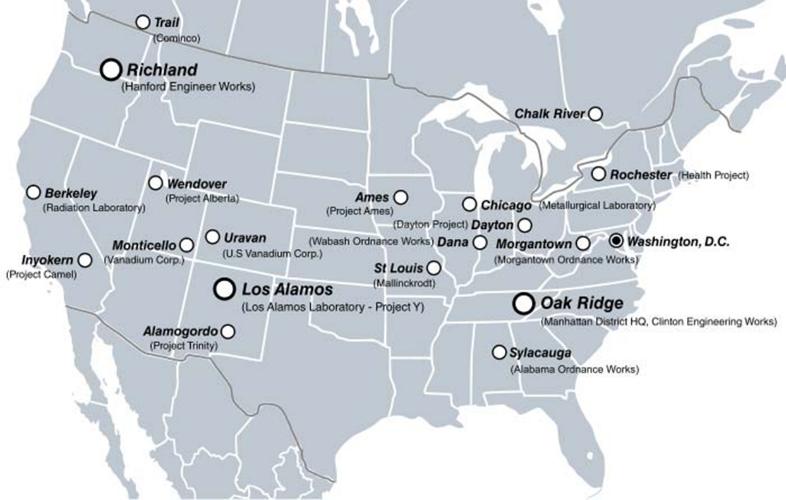 Trail
(Cominco)
Richland
(Hanford Engineer Works)
Chalk River
Rochester (Health Project)
Berkeley
(Radiation Laboratory)
Wendover
(Project Alberta)
Ames
(Project Ames)
Chicago (Metallurgical Laboratory)
(Dayton Project) Dayton
Monticello
(Vanadium Corp.)
Uravan
(U.S Vanadium Corp.)
(Wabash Ordnance Works) Dana
Morgantown
(Morgantown Ordnance Works)
Washington, D.C.
Inyokern
(Project Camel)
St Louis
(Mallinckrodt)
Los Alamos
(Los Alamos Laboratory - Project Y)
Oak Ridge
(Manhattan District HQ, Clinton Engineering Works)
Alamogordo
(Project Trinity)
Sylacauga
(Alabama Ordnance Works)